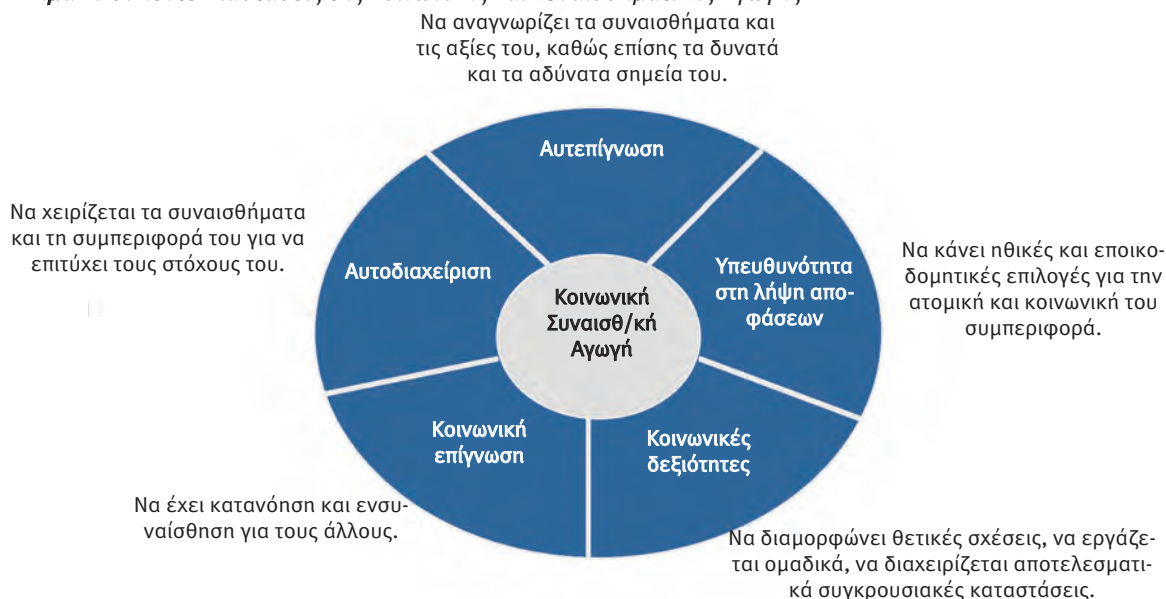 Να αναγνωρίζει τα συναισθήματα και
τις αξίες του, καθώς επίσης τα δυνατά
και τα αδύνατα σημεία του.
Αυτεπίγνωση
Να χειρίζεται τα συναισθήματα
και τη συμπεριφορά του για να
επιτύχει τους στόχους του.
Αυτοδιαχείριση
Υπευθυνότητα
στη λήψη απο-
φάσεων
Να κάνει ηθικές και εποικο-
δομητικές επιλογές για την
ατομική και κοινωνική του
συμπεριφορά.
Κοινωνική
Συναισθ/κή
Αγωγή
Κοινωνική
επίγνωση
Κοινωνικές
δεξιότητες
Να έχει κατανόηση και ενσυ-
ναίσθηση για τους άλλους.
Να διαμορφώνει θετικές σχέσεις, να εργάζε-
ται ομαδικά, να διαχειρίζεται αποτελεσματι-
κά συγκρουσιακές καταστάσεις.